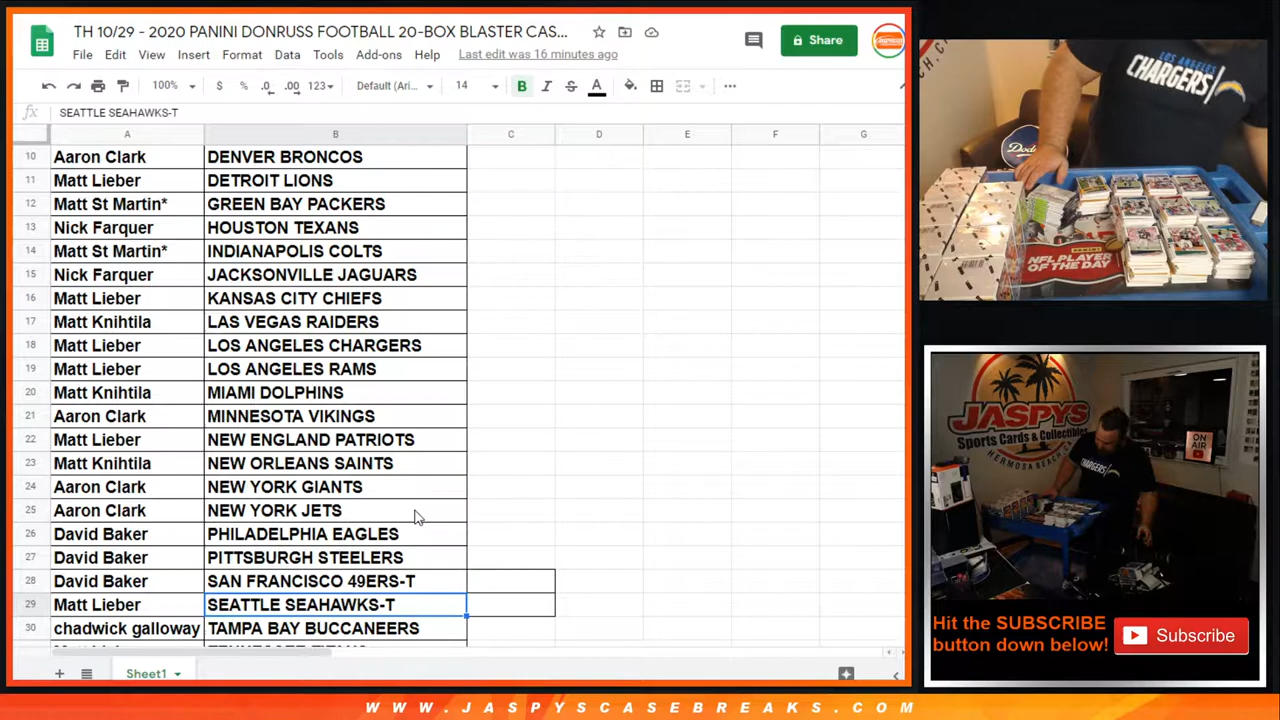 TH 10/29 - 2020 PANINI DONRUSS FOOTBALL 20-BOX BLASTER CAS...
File Edit View Insert Format Data Tools Add-ons Help Last edit was 16 minutes ago
Share
100% $ % .0 .00 123 Default (Ari... 14 B I S A
fx SEATTLE SEAHAWKS-T
A B C D E F G
10 Aaron Clark DENVER BRONCOS
11 Matt Lieber DETROIT LIONS
12 Matt St Martin* GREEN BAY PACKERS
13 Nick Farquer HOUSTON TEXANS
14 Matt St Martin* INDIANAPOLIS COLTS
15 Nick Farquer JACKSONVILLE JAGUARS
16 Matt Lieber KANSAS CITY CHIEFS
17 Matt Knihtila LAS VEGAS RAIDERS
18 Matt Lieber LOS ANGELES CHARGERS
19 Matt Lieber LOS ANGELES RAMS
20 Matt Knihtila MIAMI DOLPHINS
21 Aaron Clark MINNESOTA VIKINGS
22 Matt Lieber NEW ENGLAND PATRIOTS
23 Matt Knihtila NEW ORLEANS SAINTS
24 Aaron Clark NEW YORK GIANTS
25 Aaron Clark NEW YORK JETS
26 David Baker PHILADELPHIA EAGLES
27 David Baker PITTSBURGH STEELERS
28 David Baker SAN FRANCISCO 49ERS-T
29 Matt Lieber SEATTLE SEAHAWKS-T
30 chadwick galloway TAMPA BAY BUCCANEERS
Sheet1
LOS ANGELES
CHARGERS
Dodgers
NFL PLAYER
OF THE DAY
JASPYS
Sports Cards & Collectibles
HERMOSA BEACH
ON
AIR
CHARGERS
Hit the SUBSCRIBE
button down below!
Subscribe
WWW.JASPYSCASEBREAKS.COM